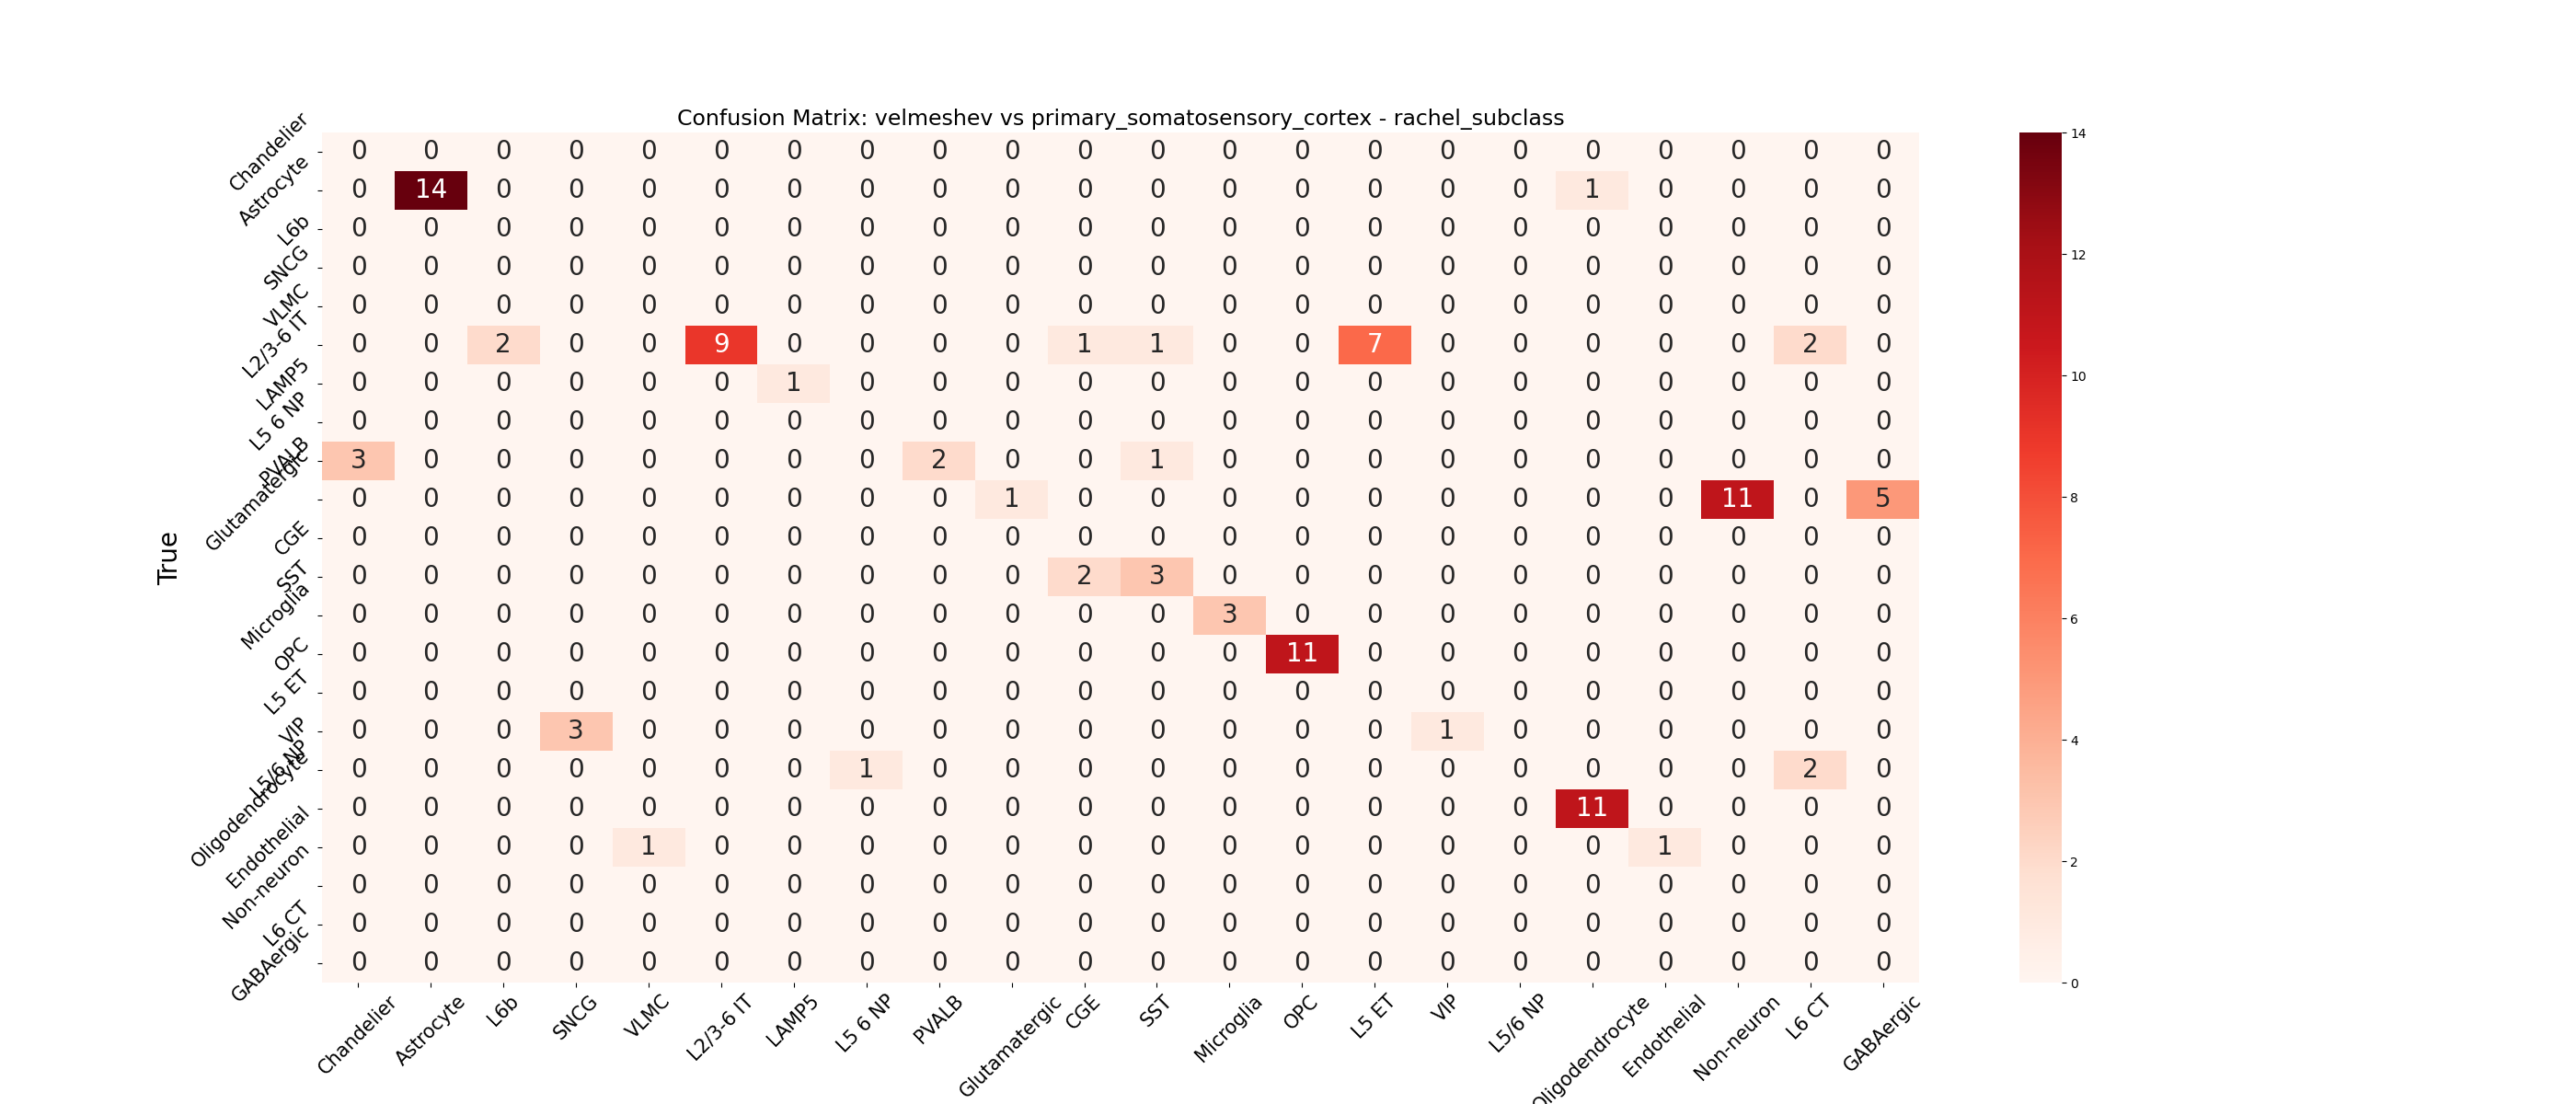 Confusion Matrix: velmeshev vs primary_somatosensory_cortex - rachel_subclass
True
Chandelier 0 0 0 0 0 0 0 0 0 0 0 0 0 0 0 0 0 0 0 0 0 0
Astrocyte 0 14 0 0 0 0 0 0 0 0 0 0 0 0 0 0 0 1 0 0 0 0
L6b 0 0 0 0 0 0 0 0 0 0 0 0 0 0 0 0 0 0 0 0 0 0
SNCG 0 0 0 0 0 0 0 0 0 0 0 0 0 0 0 0 0 0 0 0 0 0
VLMC 0 0 0 0 0 0 0 0 0 0 0 0 0 0 0 0 0 0 0 0 0 0
L2/3-6 IT 0 0 2 0 0 9 0 0 0 0 1 1 0 0 7 0 0 0 0 0 2 0
LAMP5 0 0 0 0 0 0 1 0 0 0 0 0 0 0 0 0 0 0 0 0 0 0
L5 6 NP 0 0 0 0 0 0 0 0 0 0 0 0 0 0 0 0 0 0 0 0 0 0
PVALB 3 0 0 0 0 0 0 0 2 0 0 1 0 0 0 0 0 0 0 0 0 0
Glutamatergic 0 0 0 0 0 0 0 0 0 1 0 0 0 0 0 0 0 0 0 11 0 5
CGE 0 0 0 0 0 0 0 0 0 0 0 0 0 0 0 0 0 0 0 0 0 0
SST 0 0 0 0 0 0 0 0 0 0 2 3 0 0 0 0 0 0 0 0 0 0
Microglia 0 0 0 0 0 0 0 0 0 0 0 0 3 0 0 0 0 0 0 0 0 0
OPC 0 0 0 0 0 0 0 0 0 0 0 0 0 11 0 0 0 0 0 0 0 0
L5 ET 0 0 0 0 0 0 0 0 0 0 0 0 0 0 0 0 0 0 0 0 0 0
VIP 0 0 0 3 0 0 0 0 0 0 0 0 0 0 0 1 0 0 0 0 0 0
L5/6 NP 0 0 0 0 0 0 0 1 0 0 0 0 0 0 0 0 0 0 0 0 2 0
Oligodendrocyte 0 0 0 0 0 0 0 0 0 0 0 0 0 0 0 0 0 11 0 0 0 0
Endothelial 0 0 0 0 1 0 0 0 0 0 0 0 0 0 0 0 0 0 1 0 0 0
Non-neuron 0 0 0 0 0 0 0 0 0 0 0 0 0 0 0 0 0 0 0 0 0 0
L6 CT 0 0 0 0 0 0 0 0 0 0 0 0 0 0 0 0 0 0 0 0 0 0
GABAergic 0 0 0 0 0 0 0 0 0 0 0 0 0 0 0 0 0 0 0 0 0 0
Chandelier Astrocyte L6b SNCG VLMC L2/3-6 IT LAMP5 L5 6 NP PVALB Glutamatergic CGE SST Microglia OPC L5 ET VIP L5/6 NP Oligodendrocyte Endothelial Non-neuron L6 CT GABAergic
14
12
10
8
6
4
2
0